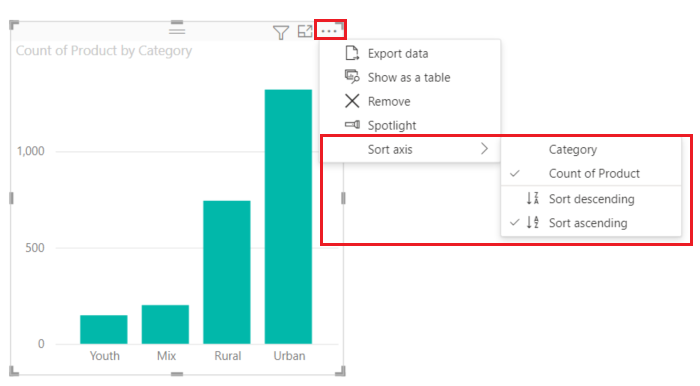 Count of Product by Category
1,000
500
0
Youth Mix Rural Urban
Export data
Show as a table
Remove
Spotlight
Sort axis
Category
Count of Product
Sort descending
Sort ascending